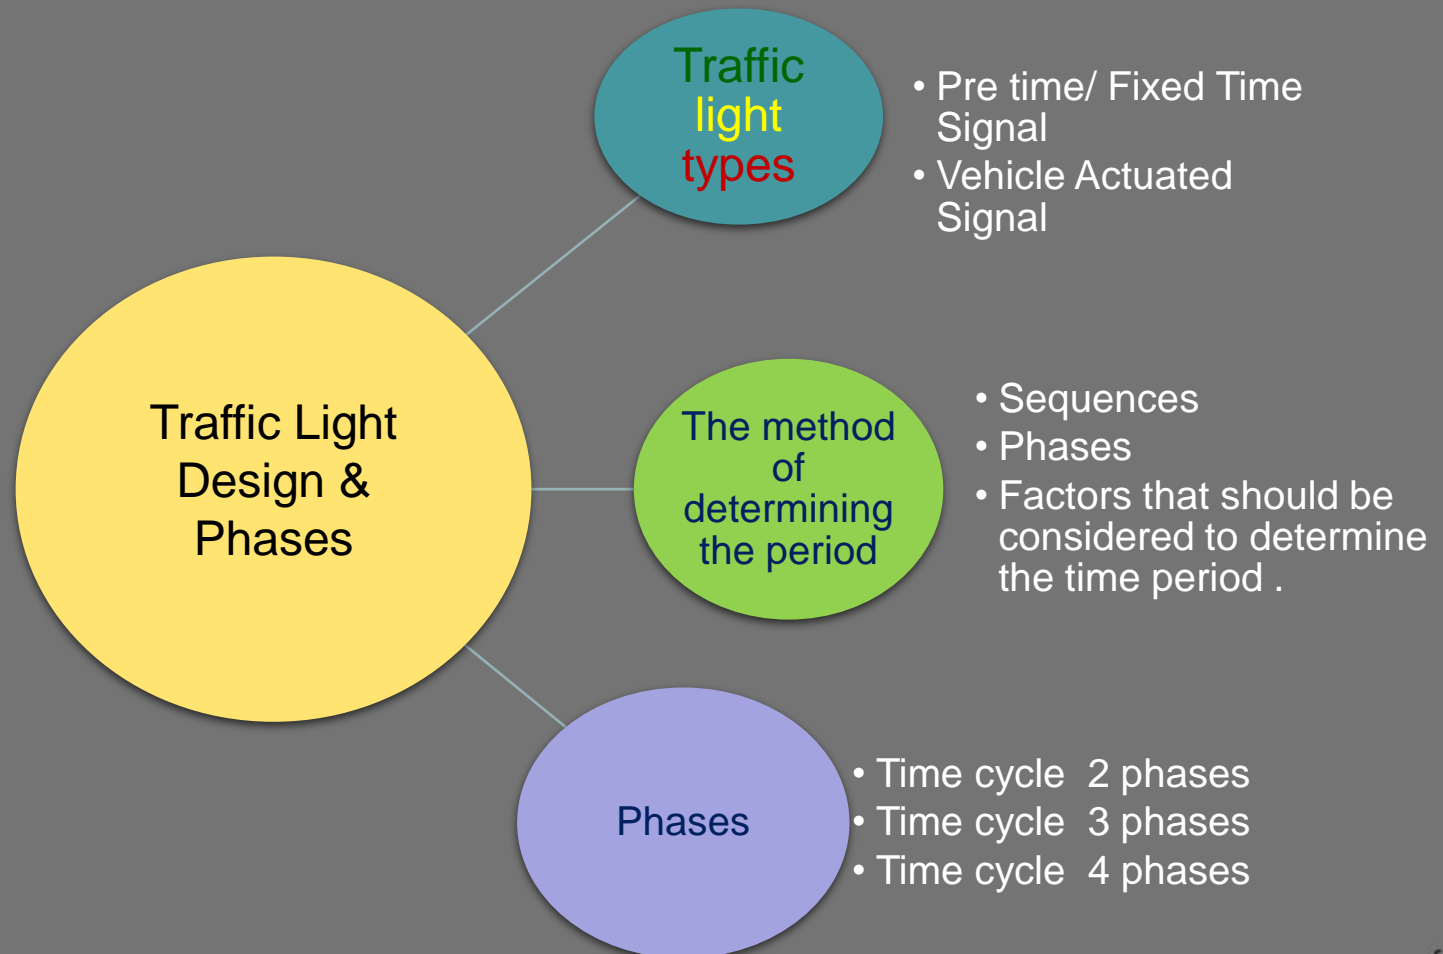 Traffic
light
types
• Pre time/ Fixed Time
Signal
• Vehicle Actuated
Signal
Traffic Light
Design &
Phases
The method
of
determining
the period
• Sequences
• Phases
• Factors that should be
considered to determine
the time period .
Phases
• Time cycle  2 phases
• Time cycle  3 phases
• Time cycle  4 phases